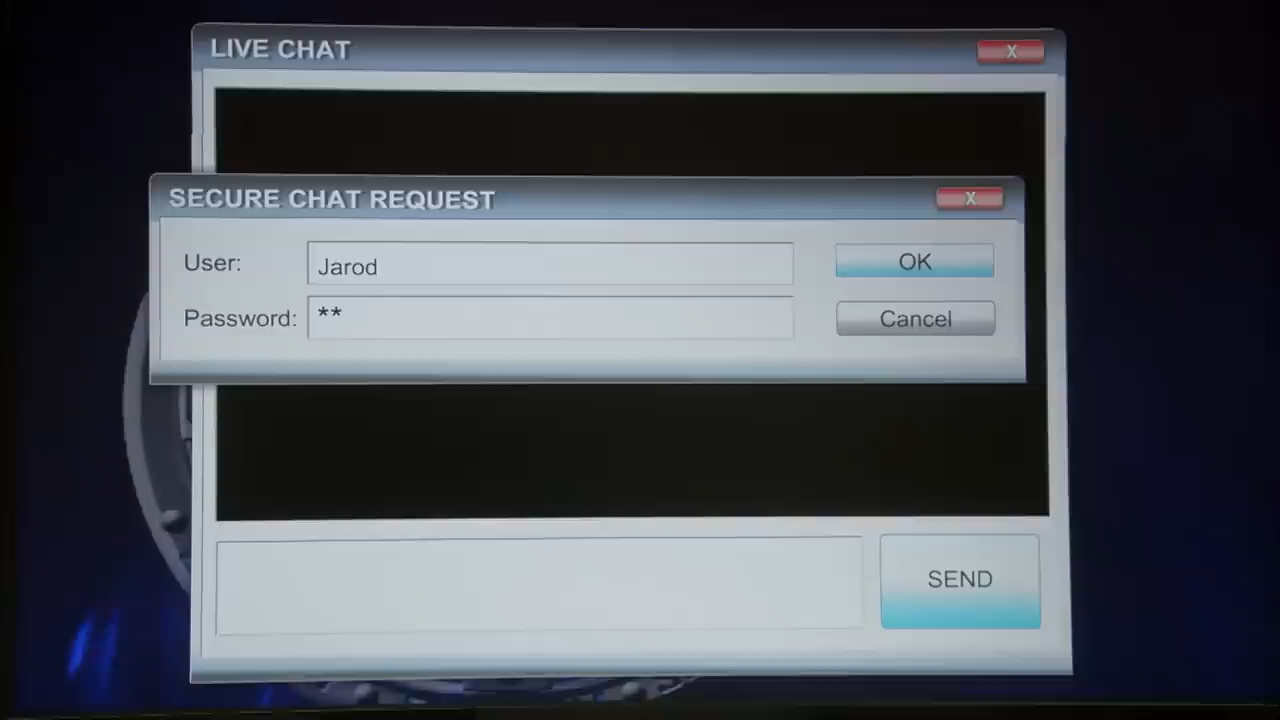 LIVE CHAT
X
SECURE CHAT REQUEST
X
User:
Jarod
OK
Password:
**
Cancel
SEND